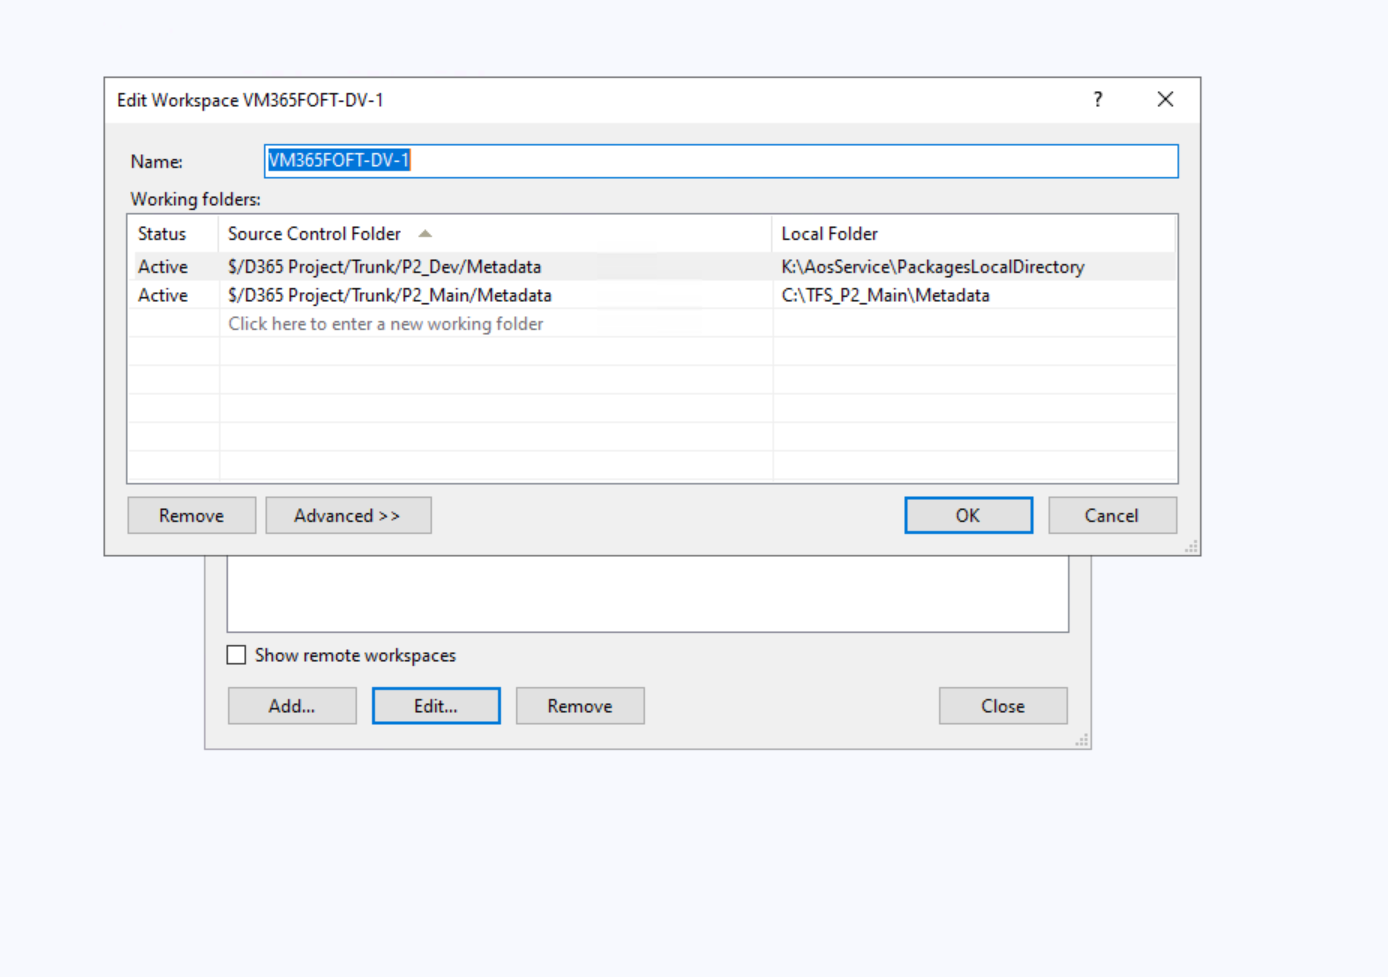 Edit Workspace VM365FOFT-DV-1 ?
Name: VM365FOFT-DV-1
Working folders:
Status Source Control Folder Local Folder
Active $/D365 Project/Trunk/P2_Dev/Metadata K:\AosService\PackagesLocalDirectory
Active $/D365 Project/Trunk/P2_Main/Metadata C:\TFS_P2_Main\Metadata
Click here to enter a new working folder
Remove Advanced >> OK Cancel
Show remote workspaces
Add... Edit... Remove Close